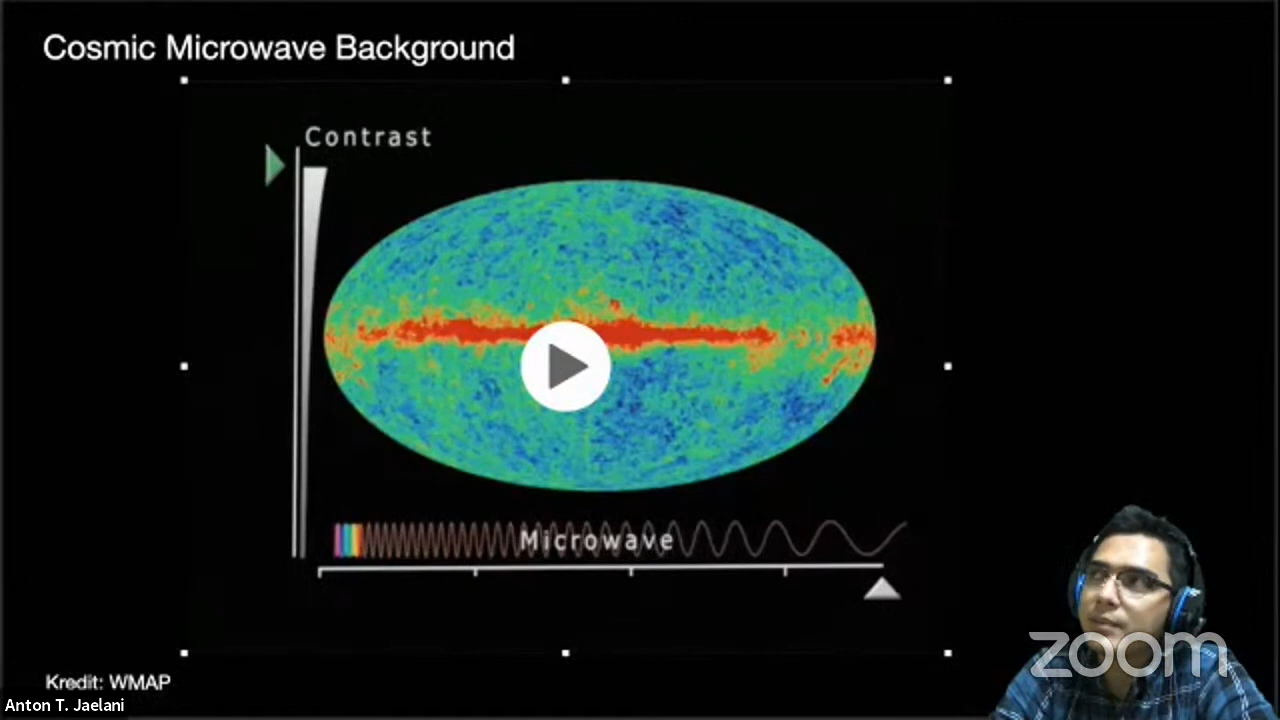 Cosmic Microwave Background
Contrast
Microwave
Kredit: WMAP
Anton T. Jaelani
zoom